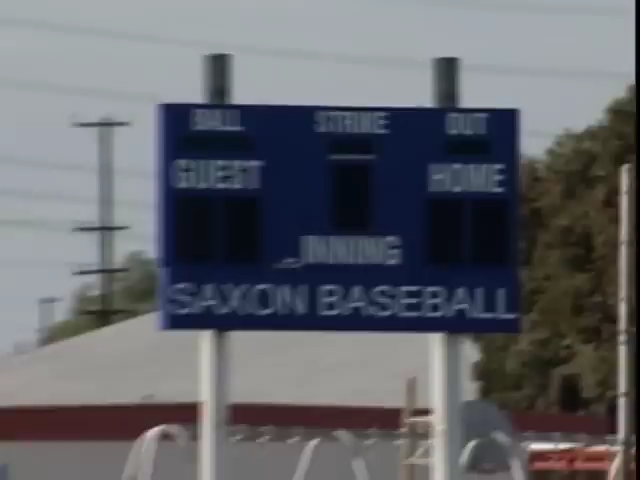 BALL STRIKE OUT
GUEST HOME
INNING
SAXON BASEBALL